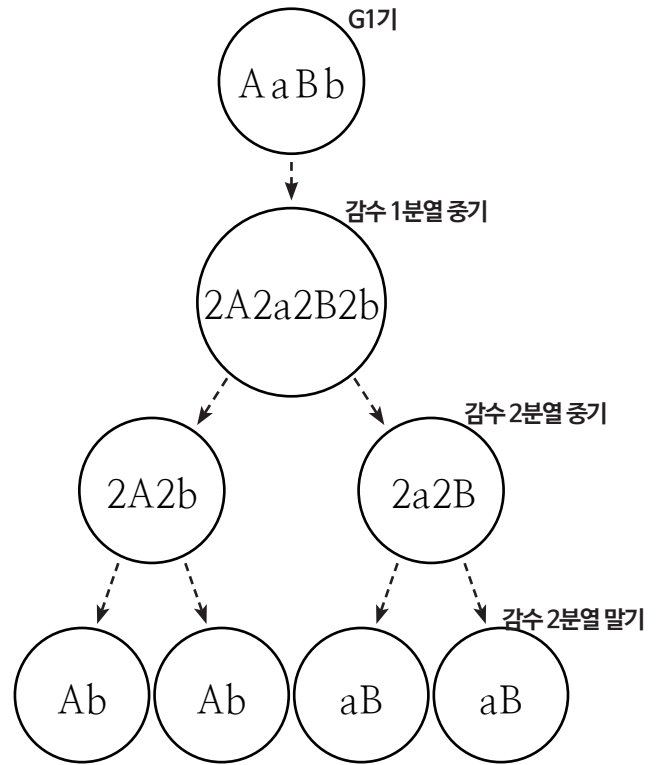 G1기
AaBb
감수 1분열 중기
2A2a2B2b
감수 2분열 중기
2A2b
2a2B
감수 2분열 말기
Ab
Ab
aB
aB